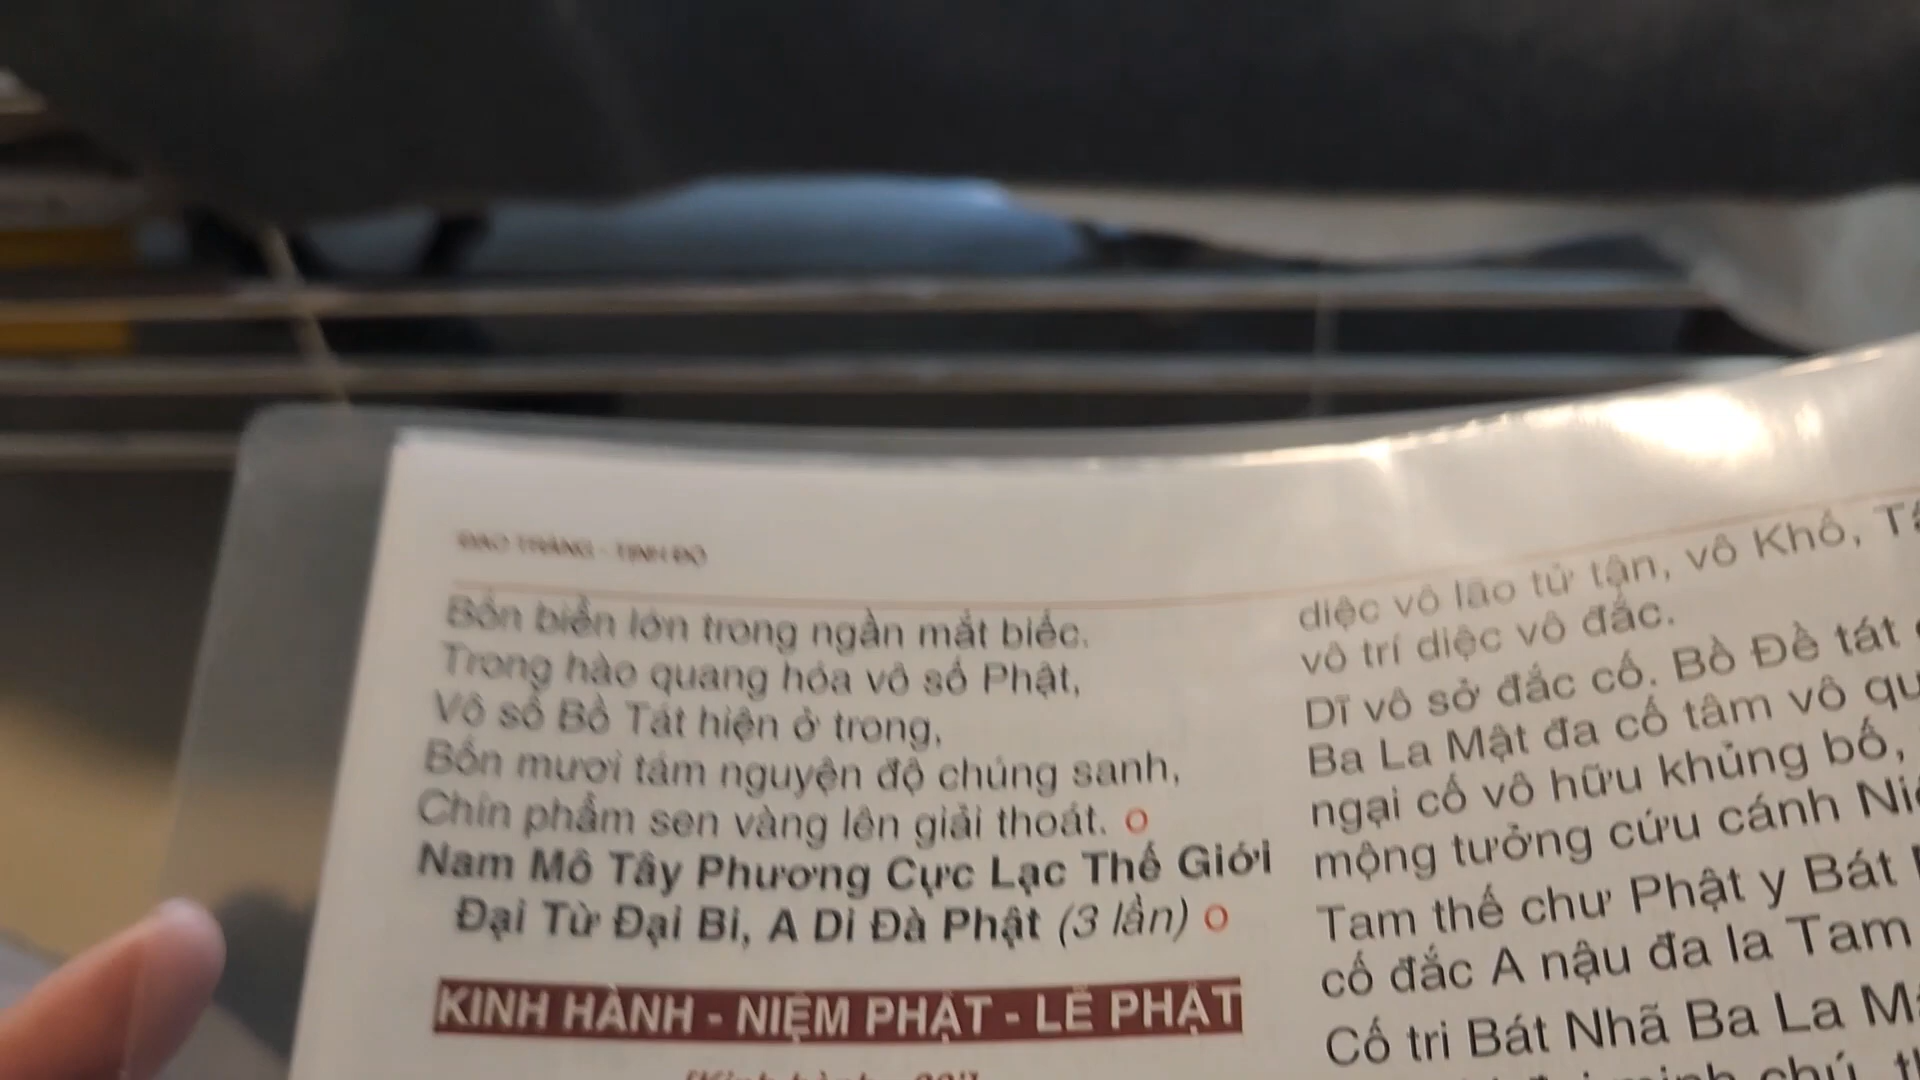 ĐẠO TRÀNG - TỊNH ĐỘ
Bốn biển lớn trong ngần mắt biếc.
Trong hào quang hóa vô số Phật,
Vô số Bồ Tát hiện ở trong,
Bốn mươi tám nguyện độ chúng sanh,
Chín phẩm sen vàng lên giải thoát. o
Nam Mô Tây Phương Cực Lạc Thế Giới
Đại Từ Đại Bi, A Di Đà Phật (3 lần) o
KINH HÀNH - NIỆM PHẬT - LỄ PHẬT
diệc vô lão tử tận, vô Khổ,
vô trí diệc vô đắc.
Dĩ vô sở đắc cố. Bồ Đề tát
Ba La Mật đa cố tâm vô
ngại cố vô hữu khủng bố,
mộng tưởng cứu cánh
Tam thế chư Phật y Bát
cố đắc A nậu đa la Tam
Cố tri Bát Nhã Ba La